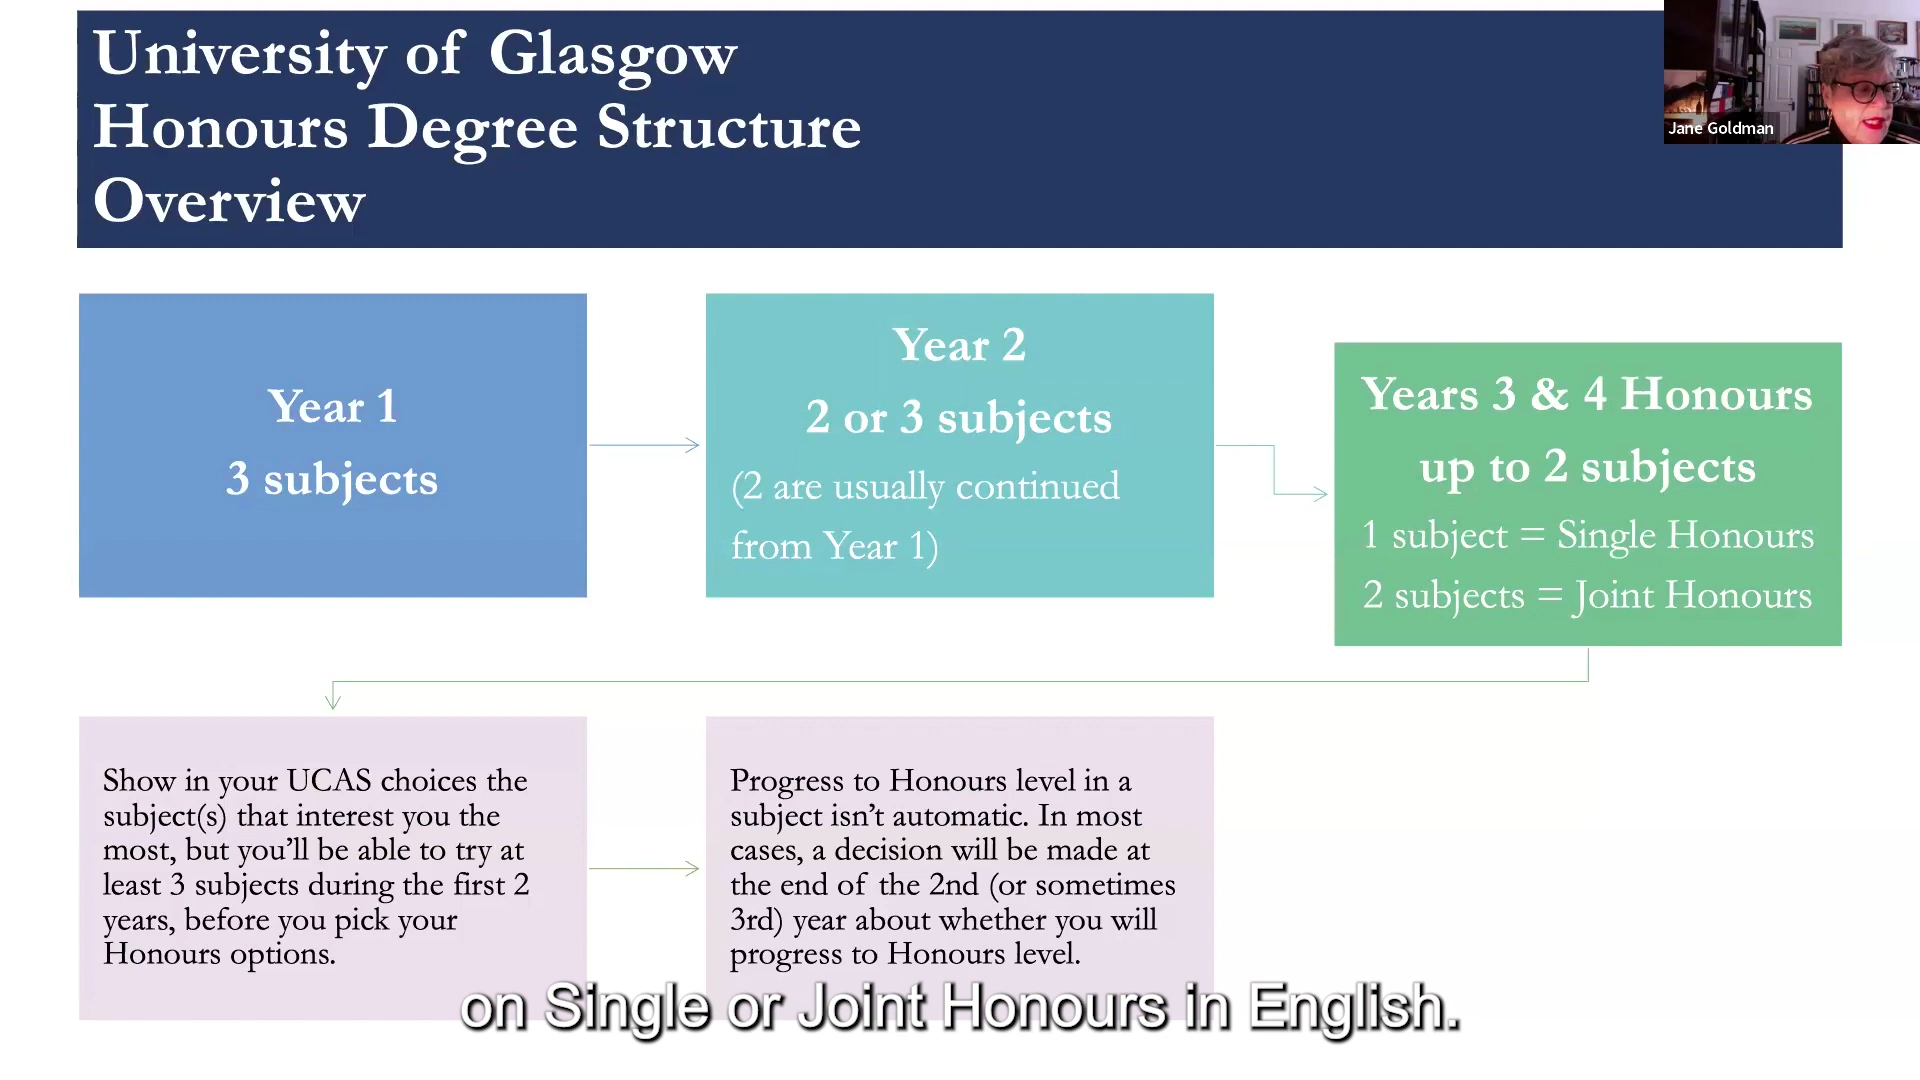 University of Glasgow
Honours Degree Structure
Overview
Jane Goldman
Year 1
3 subjects
Year 2
2 or 3 subjects
(2 are usually continued
from Year 1)
Years 3 & 4 Honours
up to 2 subjects
1 subject = Single Honours
2 subjects = Joint Honours
Show in your UCAS choices the
subject(s) that interest you the
most, but you’ll be able to try at
least 3 subjects during the first 2
years, before you pick your
Honours options.
Progress to Honours level in a
subject isn’t automatic. In most
cases, a decision will be made at
the end of the 2nd (or sometimes
3rd) year about whether you will
progress to Honours level.
on Single or Joint Honours in English.